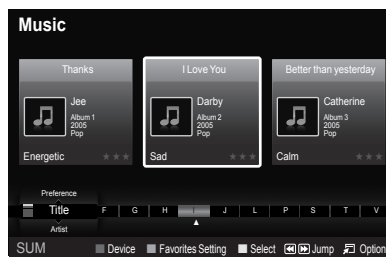 Music
Thanks
I Love You
Better than yesterday
Jee
Album 1
2005
Pop
Energetic
Darby
Album 2
2005
Pop
Sad
Catherine
Album 3
2005
Pop
Calm
Preference
Title F G H I J L P S T V
Artist
SUM Device Favorites Setting Select Jump Option